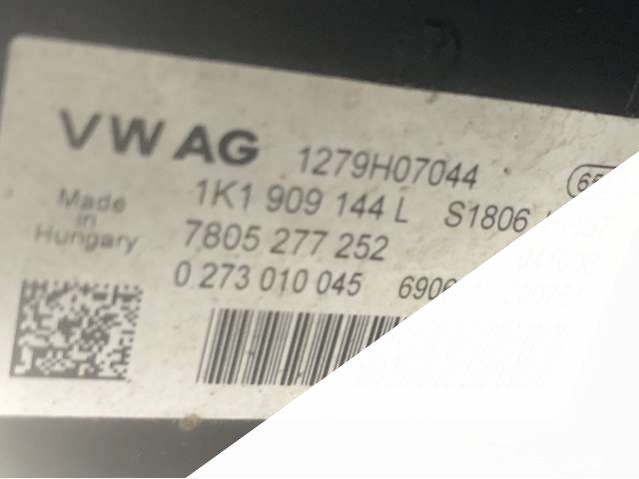 VW AG 1279H07044
Made in Hungary
1K1 909 144 L S1806
7805 277 252
0 273 010 045